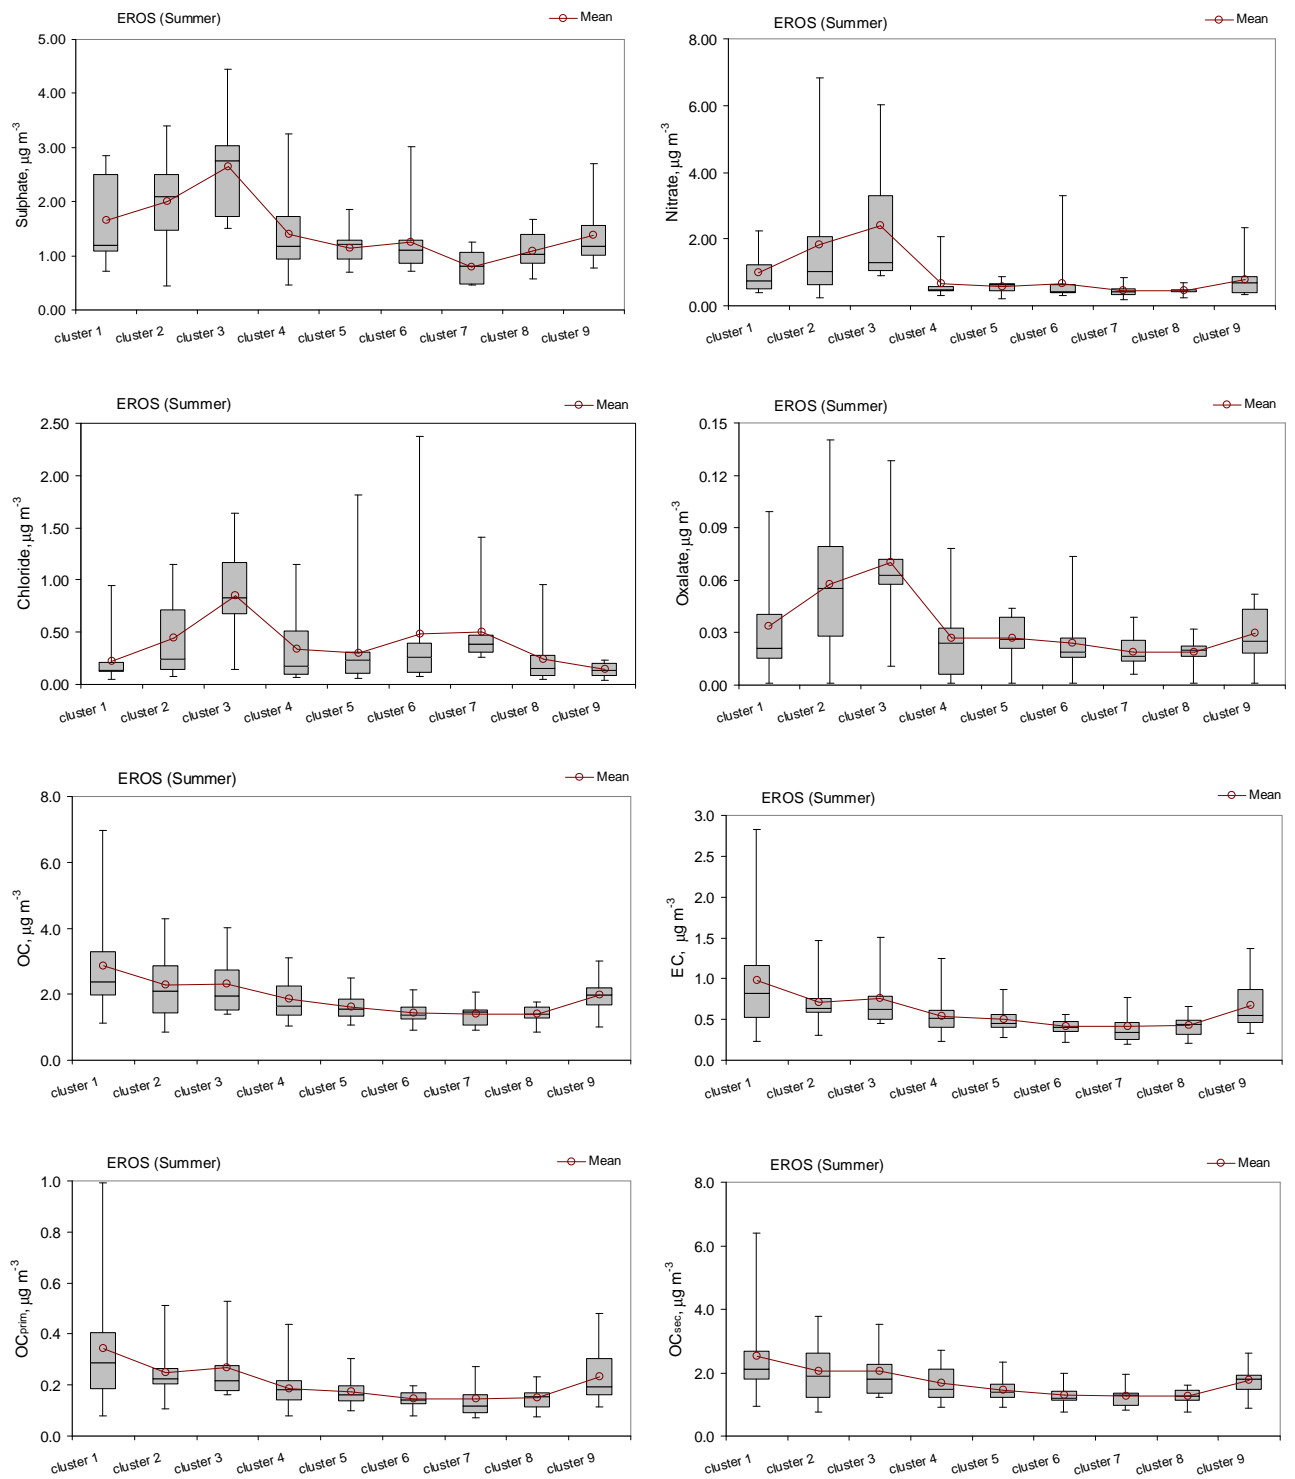 EROS (Summer)
Mean
5.00
4.00
3.00
2.00
1.00
0.00
Sulphate, µg m-3
cluster 1 cluster 2 cluster 3 cluster 4 cluster 5 cluster 6 cluster 7 cluster 8 cluster 9
EROS (Summer)
Mean
8.00
6.00
4.00
2.00
0.00
Nitrate, µg m-3
cluster 1 cluster 2 cluster 3 cluster 4 cluster 5 cluster 6 cluster 7 cluster 8 cluster 9
EROS (Summer)
Mean
2.50
2.00
1.50
1.00
0.50
0.00
Chloride, µg m-3
cluster 1 cluster 2 cluster 3 cluster 4 cluster 5 cluster 6 cluster 7 cluster 8 cluster 9
EROS (Summer)
Mean
0.15
0.12
0.09
0.06
0.03
0.00
Oxalate, µg m-3
cluster 1 cluster 2 cluster 3 cluster 4 cluster 5 cluster 6 cluster 7 cluster 8 cluster 9
EROS (Summer)
Mean
8.0
6.0
4.0
2.0
0.0
OC, µg m-3
cluster 1 cluster 2 cluster 3 cluster 4 cluster 5 cluster 6 cluster 7 cluster 8 cluster 9
EROS (Summer)
Mean
3.0
2.5
2.0
1.5
1.0
0.5
0.0
EC, µg m-3
cluster 1 cluster 2 cluster 3 cluster 4 cluster 5 cluster 6 cluster 7 cluster 8 cluster 9
EROS (Summer)
Mean
1.0
0.8
0.6
0.4
0.2
0.0
OCprim, µg m-3
cluster 1 cluster 2 cluster 3 cluster 4 cluster 5 cluster 6 cluster 7 cluster 8 cluster 9
EROS (Summer)
Mean
8.0
6.0
4.0
2.0
0.0
OCsec, µg m-3
cluster 1 cluster 2 cluster 3 cluster 4 cluster 5 cluster 6 cluster 7 cluster 8 cluster 9